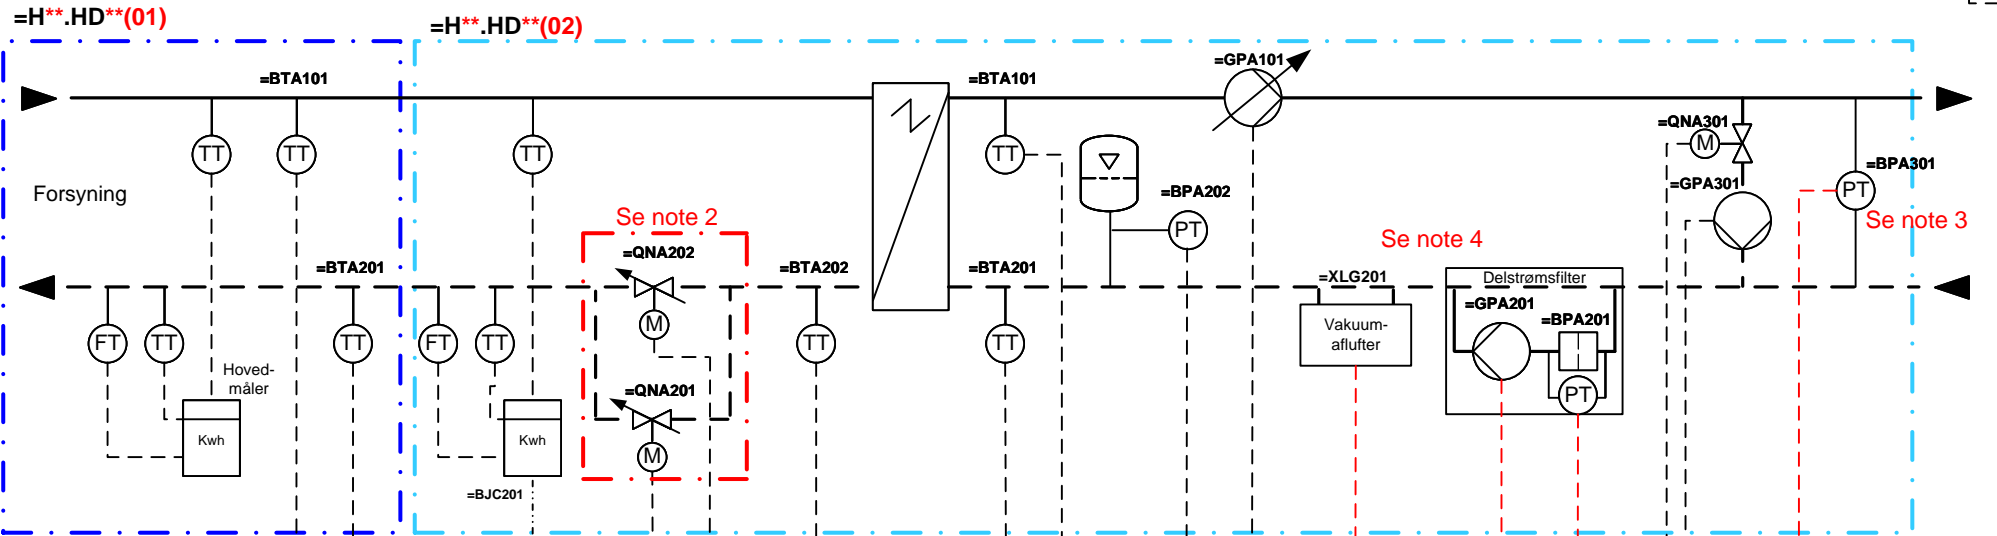 =H**.HD**(01)
=H**.HD**(02)
=BTA101
=BTA101
=GPA101
=QNA301
TT
TT
TT
TT
M
=BPA301
Forsyning
=BPA202
=GPA301
PT
Se note 2
PT
Se note 3
Se note 4
=QNA202
=BTA201
=BTA202
=BTA201
=XLG201
Delstrømsfilter
=GPA201
=BPA201
M
Vakuum-
aflufter
FT
TT
TT
FT
TT
TT
TT
Hoved-
måler
=QNA201
PT
Kwh
Kwh
M
=BJC201